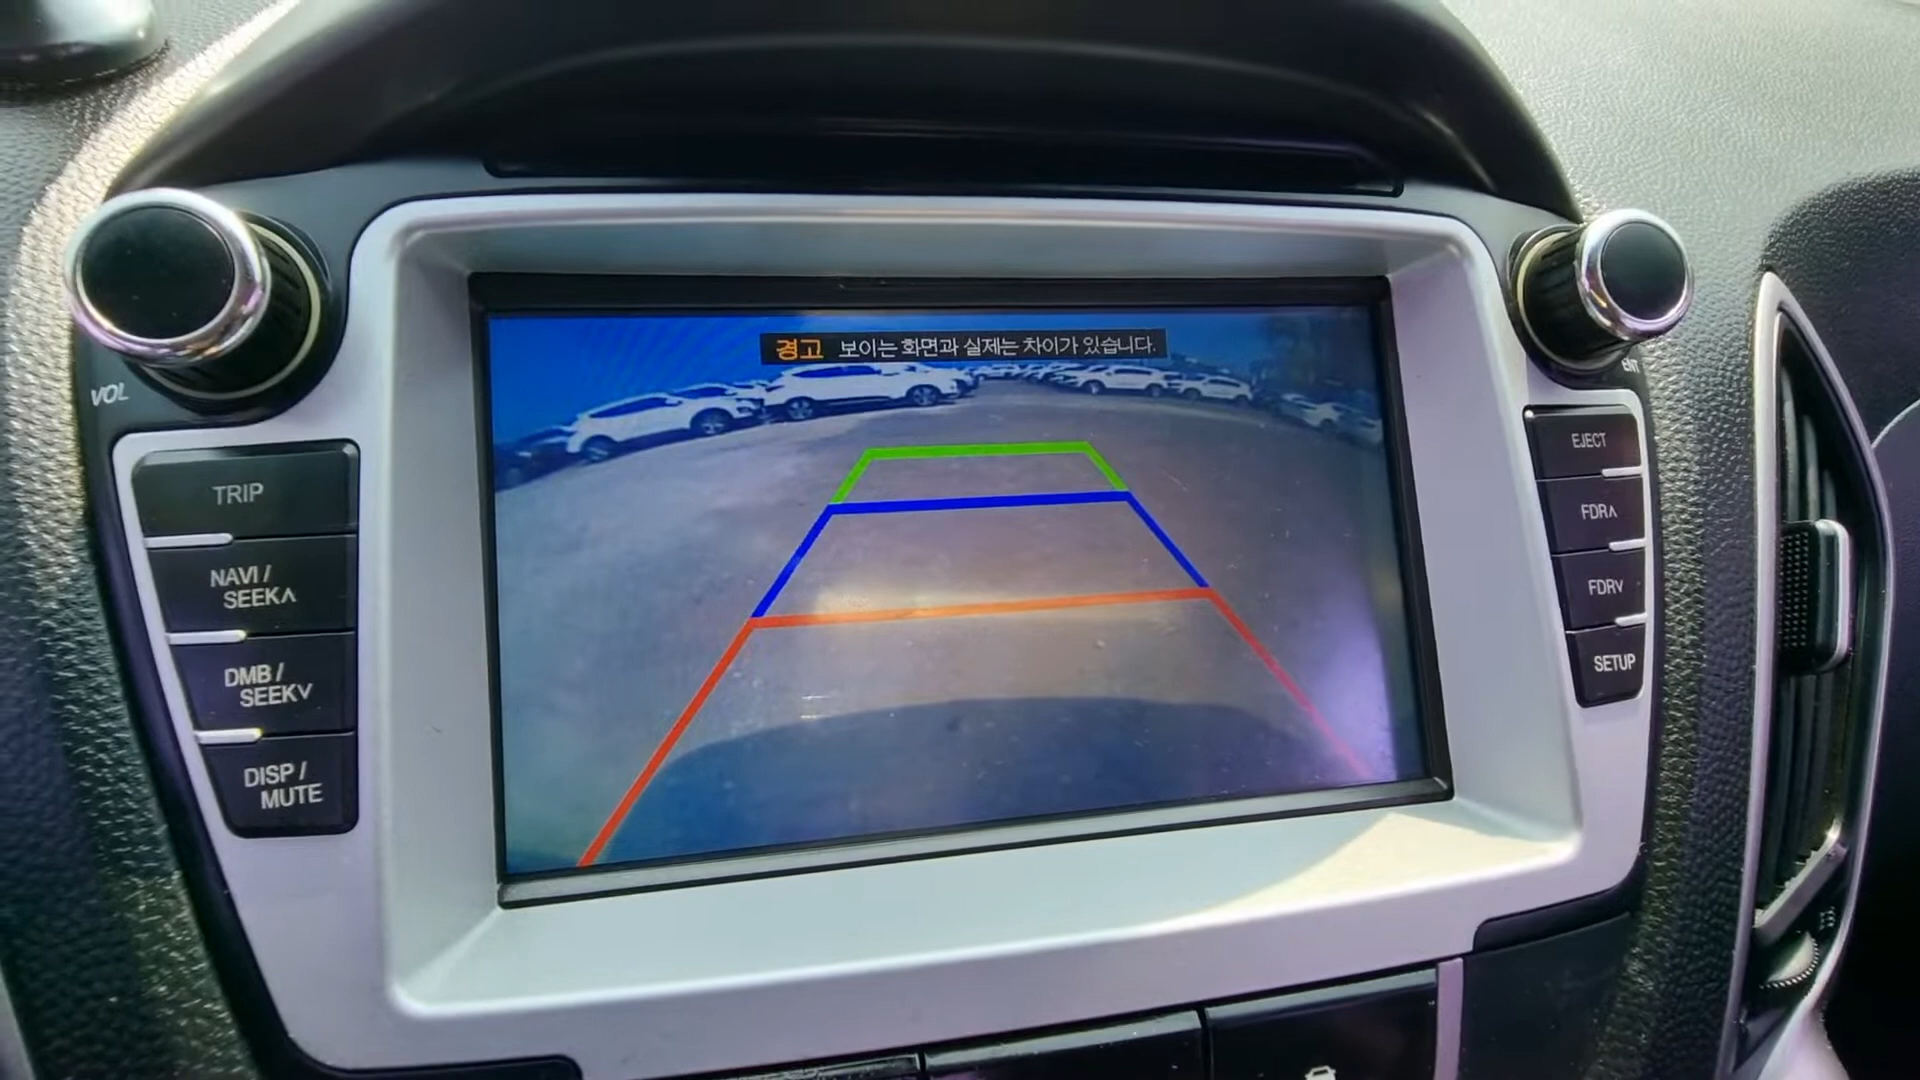 경고 보이는 화면과 실제는 차이가 있습니다.
VOL
TRIP
NAVI /
SEEK∧
DMB /
SEEK∨
DISP /
MUTE
ENT
EJECT
FDR∧
FDR∨
SETUP